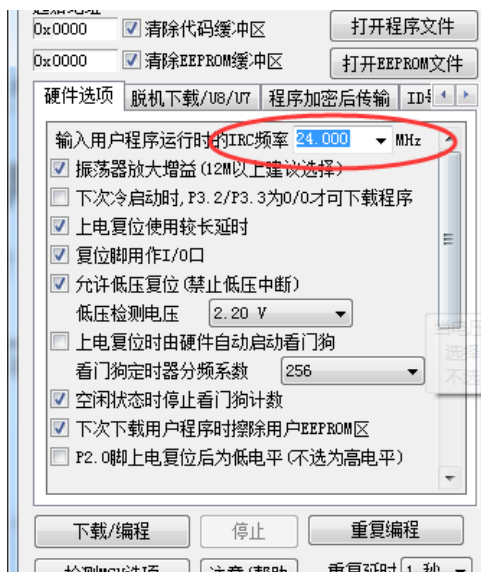 0x0000 清除代码缓冲区 打开程序文件
0x0000 清除EEPROM缓冲区 打开EEPROM文件
硬件选项 脱机下载/U8/U7 程序加密后传输
输入用户程序运行时的IRC频率 24.000 MHz
振荡器放大增益(12M以上建议选择)
下次冷启动时,P3.2/P3.3为0/0才可下载程序
上电复位使用较长延时
复位脚用作I/O口
允许低压复位(禁止低压中断)
低压检测电压 2.20 V
上电复位时由硬件自动启动看门狗
看门狗定时器分频系数 256
空闲状态时停止看门狗计数
下次下载用户程序时擦除用户EEPROM区
P2.0脚上电复位后为低电平(不选为高电平)
下载/编程 停止 重复编程